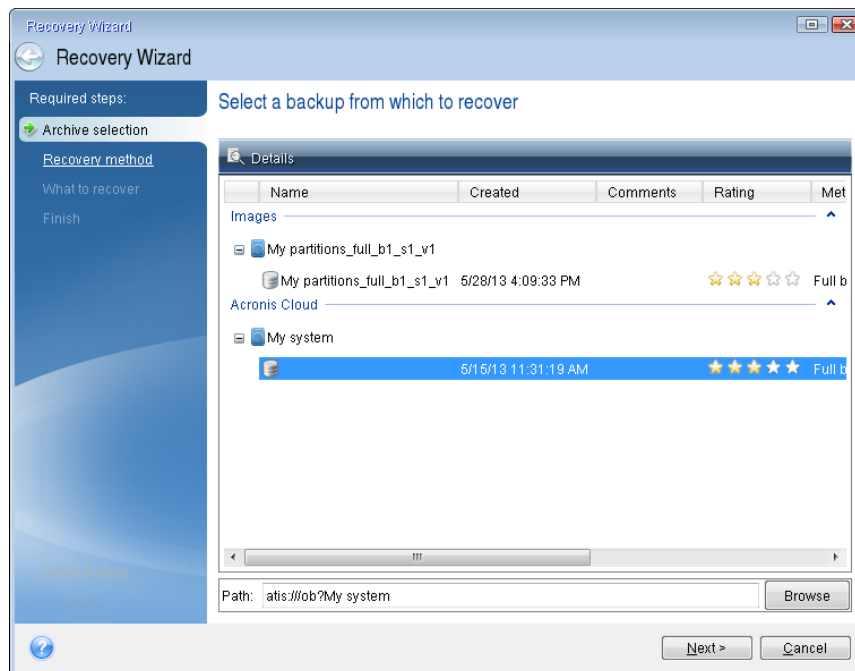 Recovery Wizard
Recovery Wizard
Required steps:
Archive selection
Recovery method
What to recover
Finish
Select a backup from which to recover
Details
Name Created Comments Rating Met
Images
My partitions_full_b1_s1_v1
My partitions_full_b1_s1_v1 5/28/13 4:09:33 PM Full b
Acronis Cloud
My system
5/15/13 11:31:19 AM Full b
Path: atis:///ob?My system
Browse
Next >
Cancel